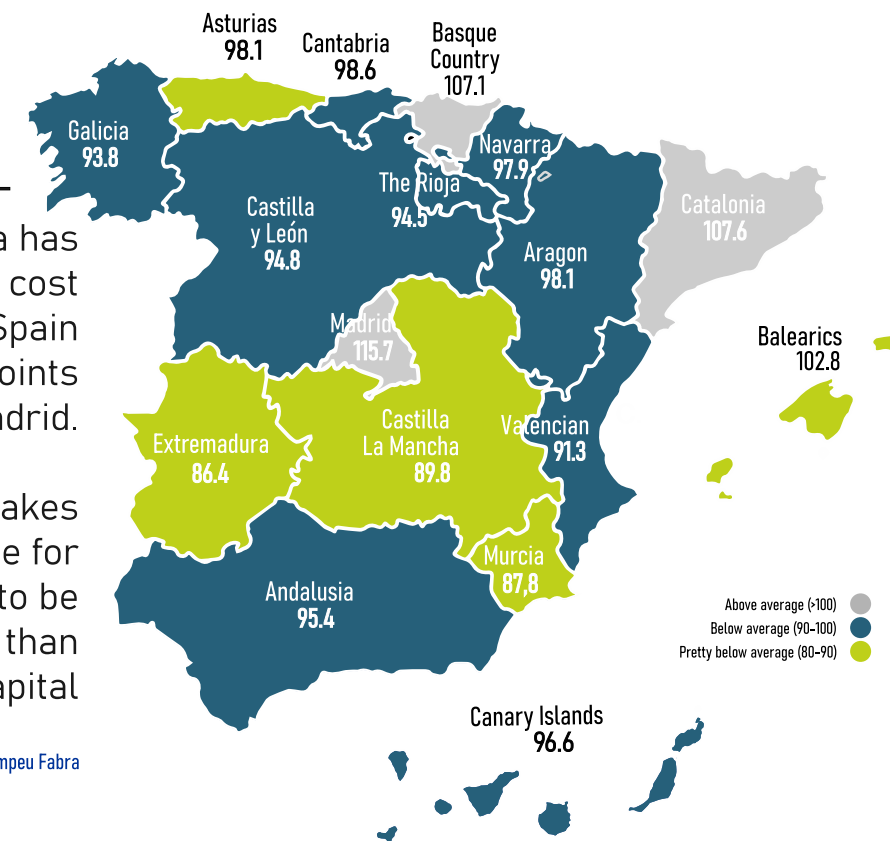 Asturias
98.1
Cantabria
98.6
Basque
Country
107.1
Galicia
93.8
Navarra
97.9
The Rioja
94.5
Castilla
y León
94.8
Aragon
98.1
Catalonia
107.6
a has
cost
Spain
oints
adrid.
Madrid
115.7
Balearics
102.8
Extremadura
86.4
Castilla
La Mancha
89.8
Valencian
91.3
akes
e for
to be
than
apital
Murcia
87,8
Andalusia
95.4
Above average (>100)
Below average (90-100)
Pretty below average (80-90)
Canary Islands
96.6
mpeu Fabra